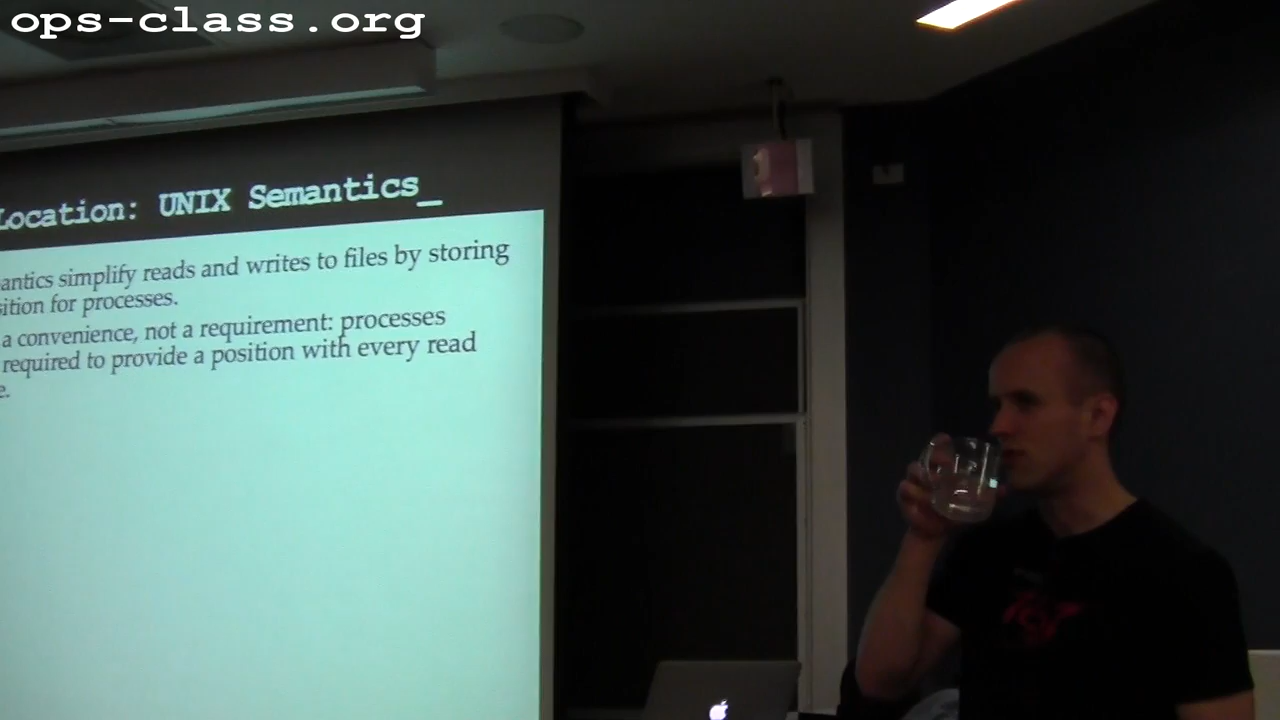 ops-class.org
Location: UNIX Semantics_
antics simplify reads and writes to files by storing
ition for processes.
a convenience, not a requirement: processes
required to provide a position with every read
e.